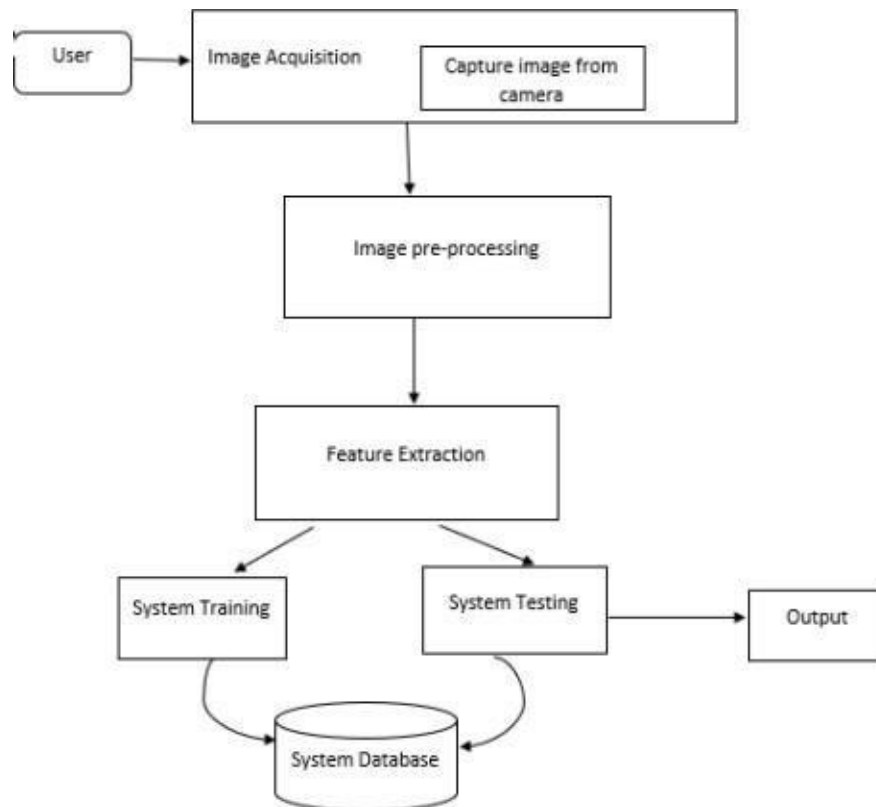 User
Image Acquisition
Capture image from
camera
Image pre-processing
Feature Extraction
System Training
System Testing
Output
System Database